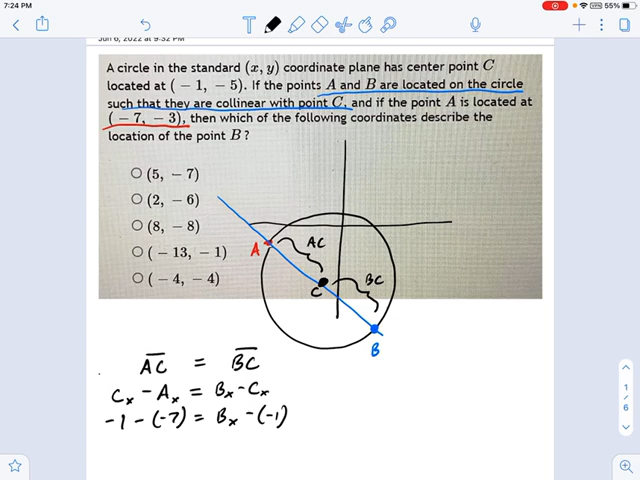 7:24 PM
55%
Jun 6, 2022 at 9:32 PM
A circle in the standard (x, y) coordinate plane has center point C
located at ( − 1, − 5). If the points A and B are located on the circle
such that they are collinear with point C, and if the point A is located at
( − 7, − 3), then which of the following coordinates describe the
location of the point B?
(5, − 7)
(2, − 6)
(8, − 8)
( − 13, − 1)
( − 4, − 4)
A
AC
C
BC
B
AC = BC
Cx - Ax = Bx - Cx
-1 - (-7) = Bx - (-1)
1
/
6